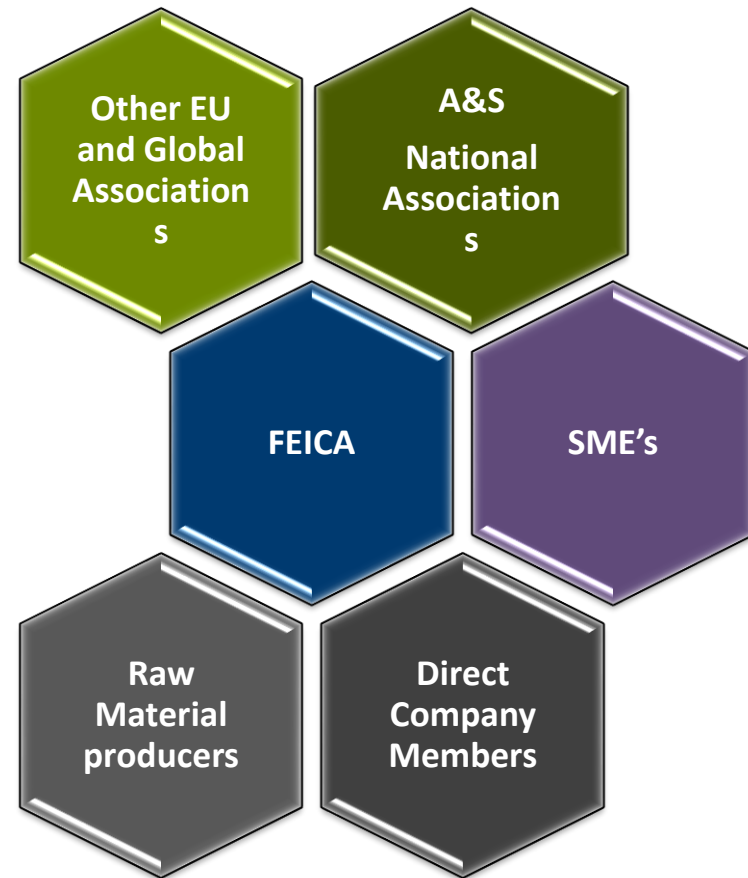 Other EU
and Global
Association
s
A&S
National
Association
s
FEICA
SME’s
Raw
Material
producers
Direct
Company
Members